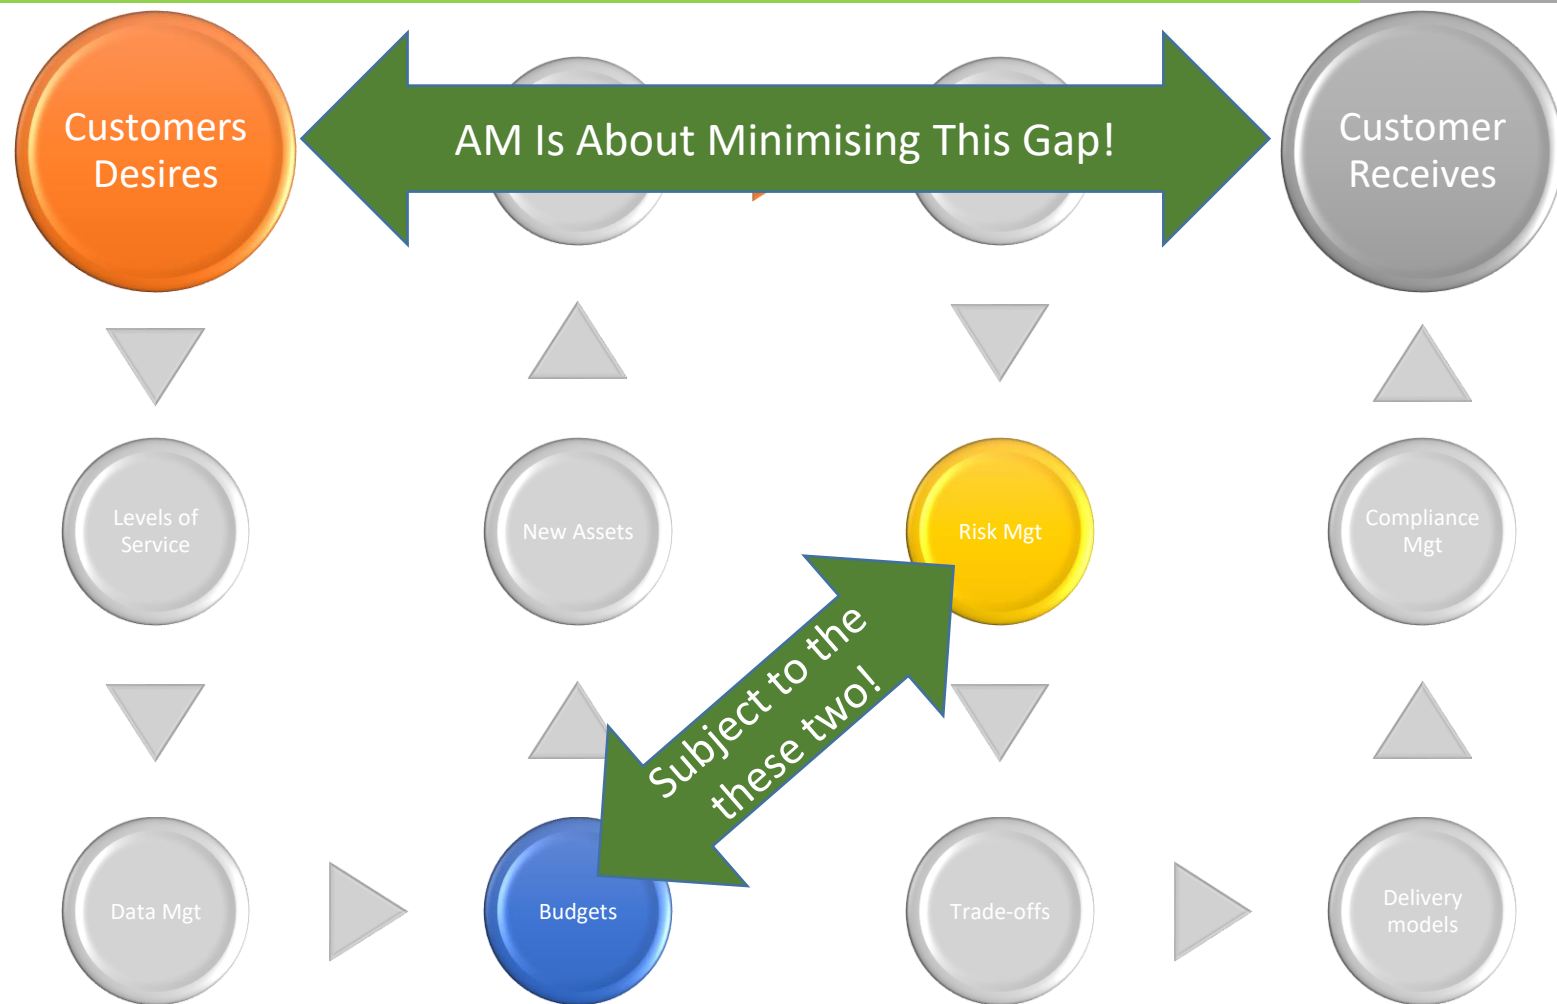 Customers
Desires
AM Is About Minimising This Gap!
Customer
Receives
Levels of
Service
New Assets
Risk Mgt
Compliance
Mgt
Subject to the
these two!
Data Mgt
Budgets
Trade-offs
Delivery
models